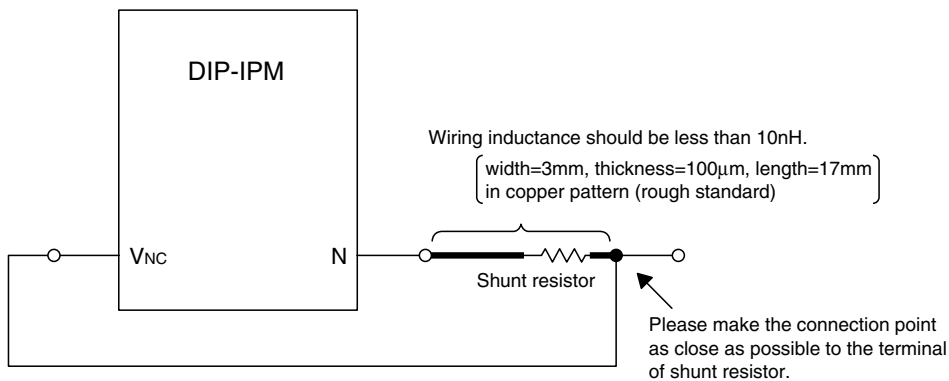 DIP-IPM
Wiring inductance should be less than 10nH.
width=3mm, thickness=100μm, length=17mm
in copper pattern (rough standard)
VNC
N
Shunt resistor
Please make the connection point
as close as possible to the terminal
of shunt resistor.